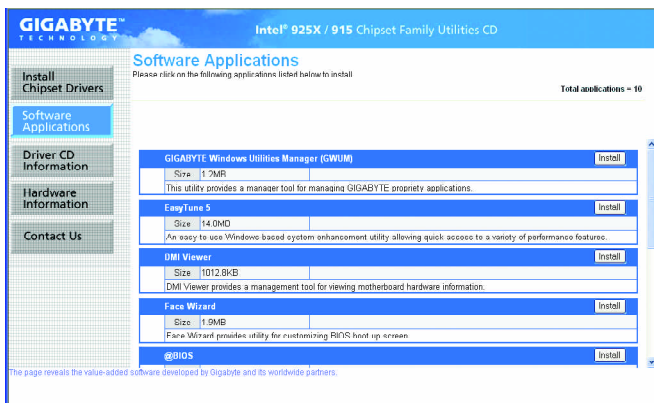 GIGABYTE™
TECHNOLOGY
Intel® 925X / 915 Chipset Family Utilities CD
Install
Chipset Drivers
Software
Applications
Driver CD
Information
Hardware
Information
Contact Us
Software Applications
Please click on the following applications listed below to install
Total applications = 10
GIGABYTE Windows Utilities Manager (GWUM)
Install
Size 1.2MB
This utility provides a manager tool for managing GIGABYTE propriety applications.
EasyTune 5
Install
Size 14.0MB
An easy to use Windows based system enhancement utility allowing quick access to a variety of performance features.
DMI Viewer
Install
Size 1012.8KB
DMI Viewer provides a management tool for viewing motherboard hardware information.
Face Wizard
Install
Size 1.9MB
Face Wizard provides utility for customizing BIOS boot up screen
@BIOS
Install
The page reveals the value-added software developed by Gigabyte and its worldwide partners.